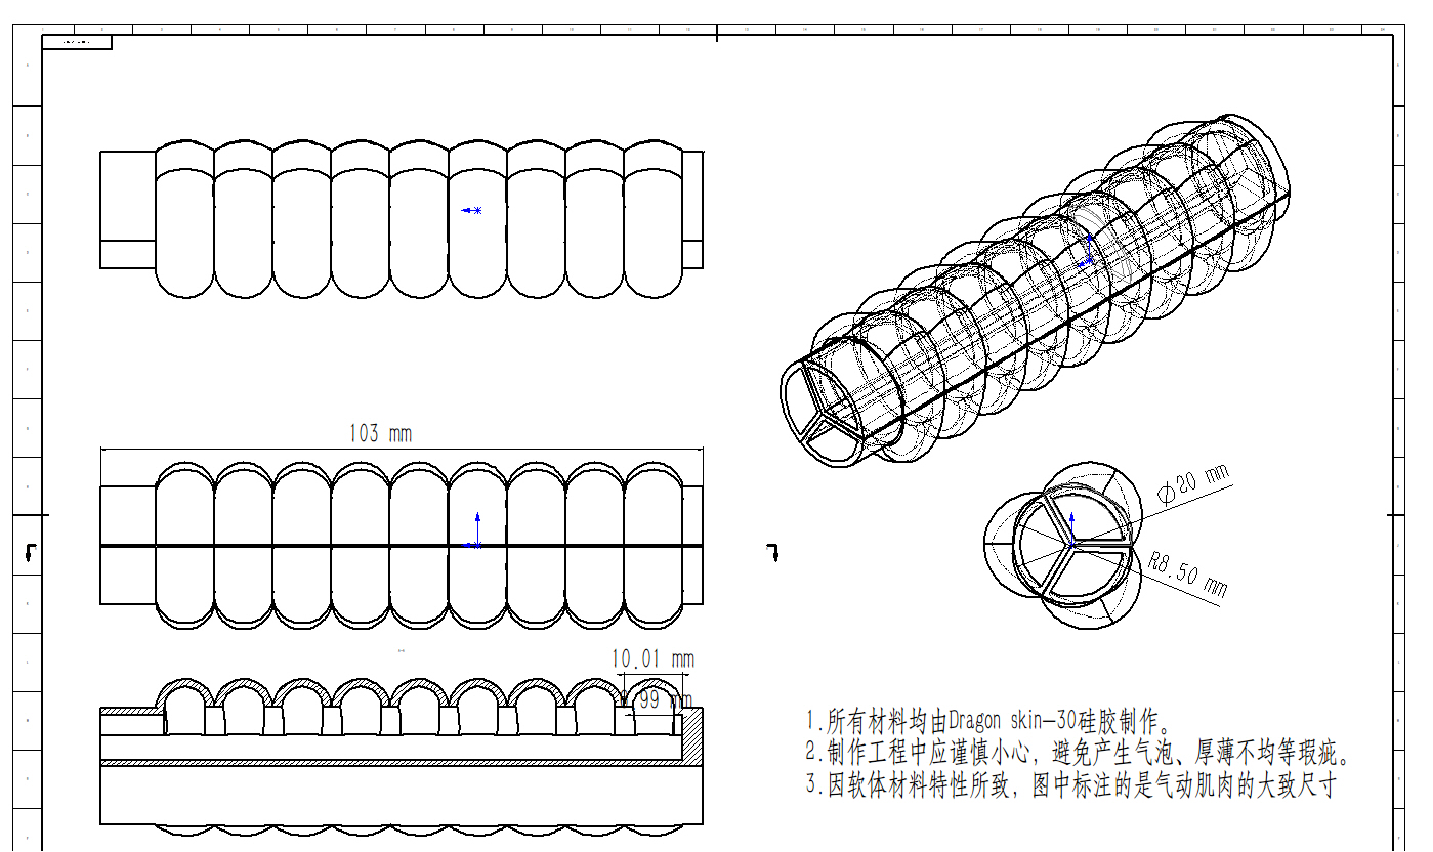 103 mm
⌀20 mm
R8.50 mm
10.01 mm
.99 mm
1.所有材料均由Dragon skin-30硅胶制作。
2.制作工程中应谨慎小心，避免产生气泡、厚薄不均等瑕疵。
3.因软体材料特性所致，图中标注的是气动肌肉的大致尺寸